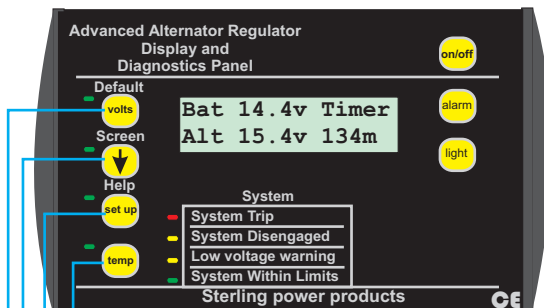 Advanced Alternator Regulator
Display and
Diagnostics Panel
on/off
Default
volts
Bat 14.4v Timer
Alt 15.4v 134m
alarm
Screen
light
Help
set up
System
System Trip
System Disengaged
temp
Low voltage warning
System Within Limits
Sterling power products
CE